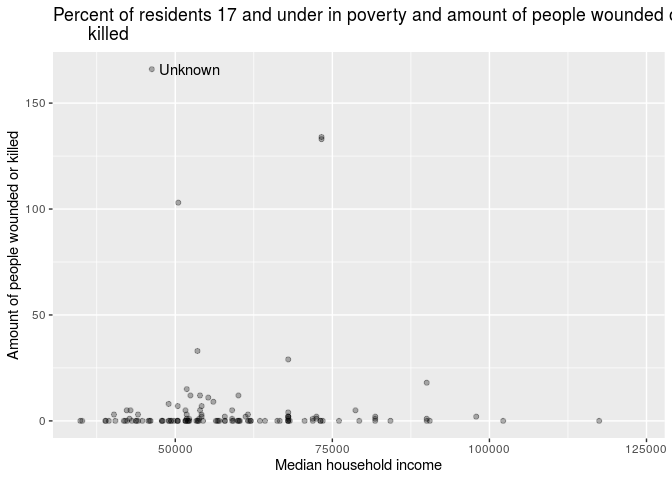 Percent of residents 17 and under in poverty and amount of people wounded
killed
Unknown
150
100
50
0
50000 75000 100000 125000
Median household income
Amount of people wounded or killed